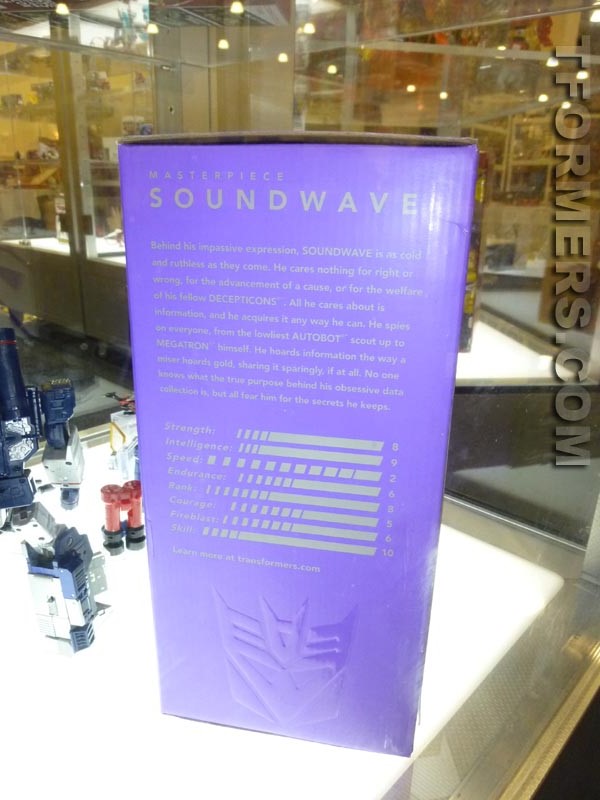 MASTERPIECE
SOUNDWAVE
Behind his impassive expression, SOUNDWAVE is as cold
and ruthless as they come. He cares nothing for right or
wrong, for the advancement of a cause, or for the welfare
of his fellow DECEPTICONS™. All he cares about is
information, and he acquires it any way he can. He spies
on everyone, from the lowliest AUTOBOT® scout up to
MEGATRON™ himself. He hoards information the way a
miser hoards gold, sharing it sparingly, if at all. No one
knows what the true purpose behind his obsessive data
collection is, but all fear him for the secrets he keeps.
Strength: 8
Intelligence: 9
Speed: 2
Endurance: 6
Rank: 8
Courage: 5
Fireblast: 6
Skill: 10
Learn more at transformers.com
TFORMERS.COM